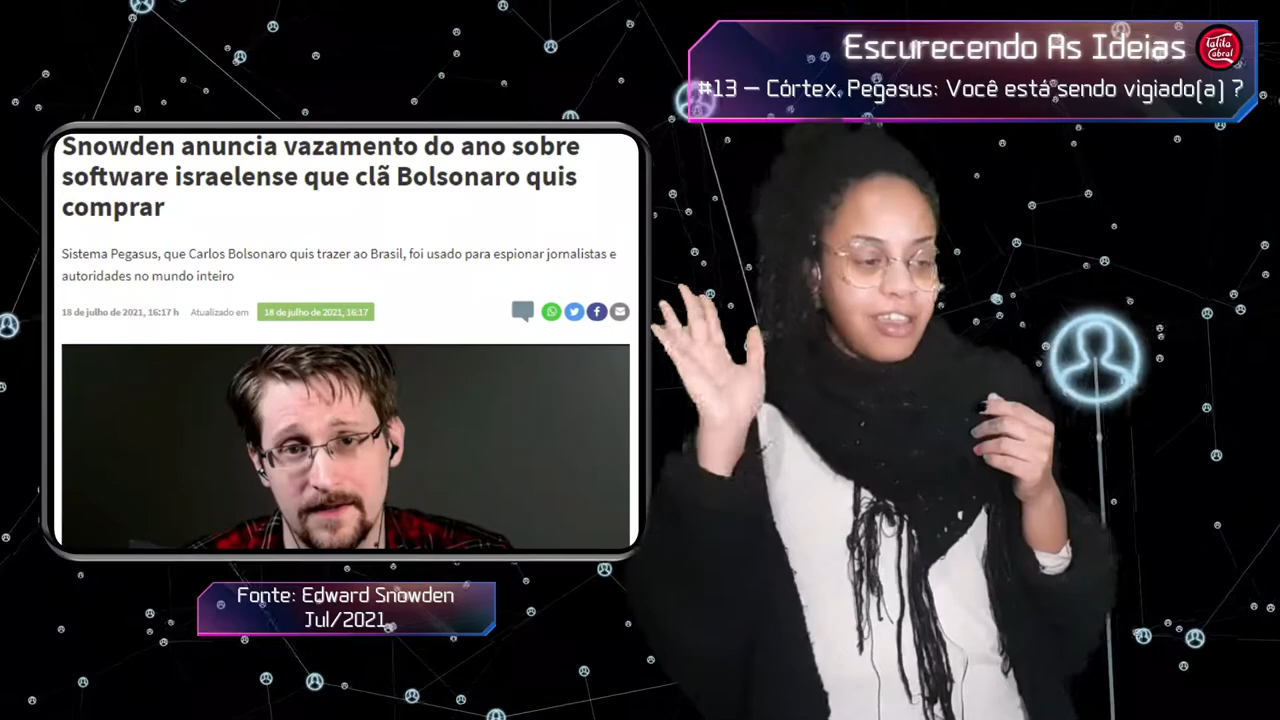 Escurecendo As Ideias
Talíla
Cabral
#13 – Córtex, Pegasus: Você está sendo vigiado(a) ?
Snowden anuncia vazamento do ano sobre
software israelense que clã Bolsonaro quis
comprar
Sistema Pegasus, que Carlos Bolsonaro quis trazer ao Brasil, foi usado para espionar jornalistas e
autoridades no mundo inteiro
18 de julho de 2021, 16:17 h Atualizado em 18 de julho de 2021, 16:17
Fonte: Edward Snowden
Jul/2021